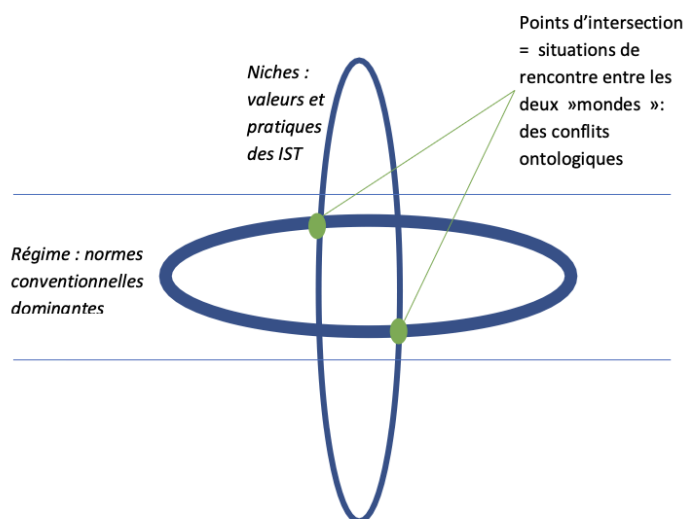 Niches :
valeurs et
pratiques
des IST
Points d’intersection
= situations de
rencontre entre les
deux »mondes »:
des conflits
ontologiques
Régime : normes
conventionnelles
dominantes